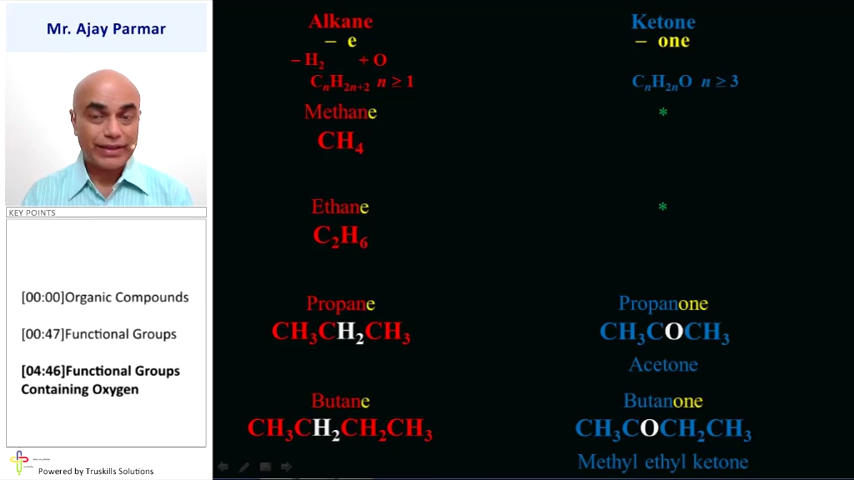 Mr. Ajay Parmar
KEY POINTS
[00:00]Organic Compounds
[00:47]Functional Groups
[04:46]Functional Groups
Containing Oxygen
Powered by Truskills Solutions
Alkane Ketone
– e – one
– H₂ + O
CₙH₂ₙ₊₂ n ≥ 1 CₙH₂ₙO n ≥ 3
Methane *
CH₄
Ethane *
C₂H₆
Propane Propanone
CH₃CH₂CH₃ CH₃COCH₃
Acetone
Butane Butanone
CH₃CH₂CH₂CH₃ CH₃COCH₂CH₃
Methyl ethyl ketone